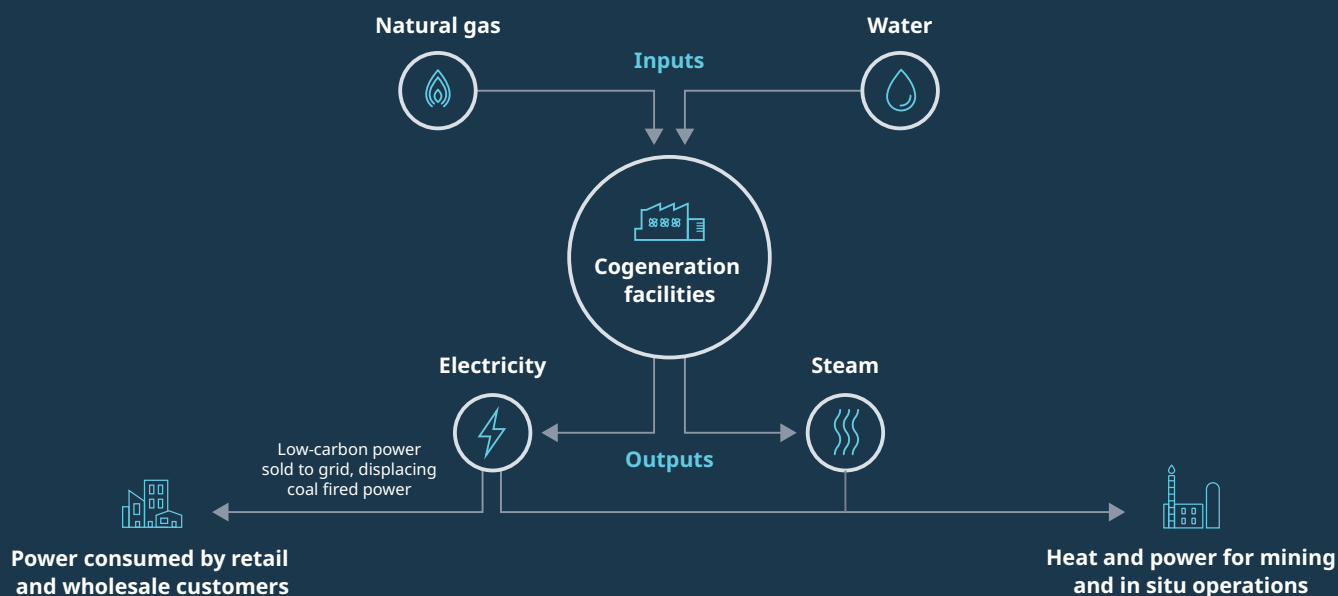 Natural gas
Water
Inputs
Cogeneration
facilities
Electricity
Steam
Low-carbon power
sold to grid, displacing
coal fired power
Outputs
Power consumed by retail
and wholesale customers
Heat and power for mining
and in situ operations